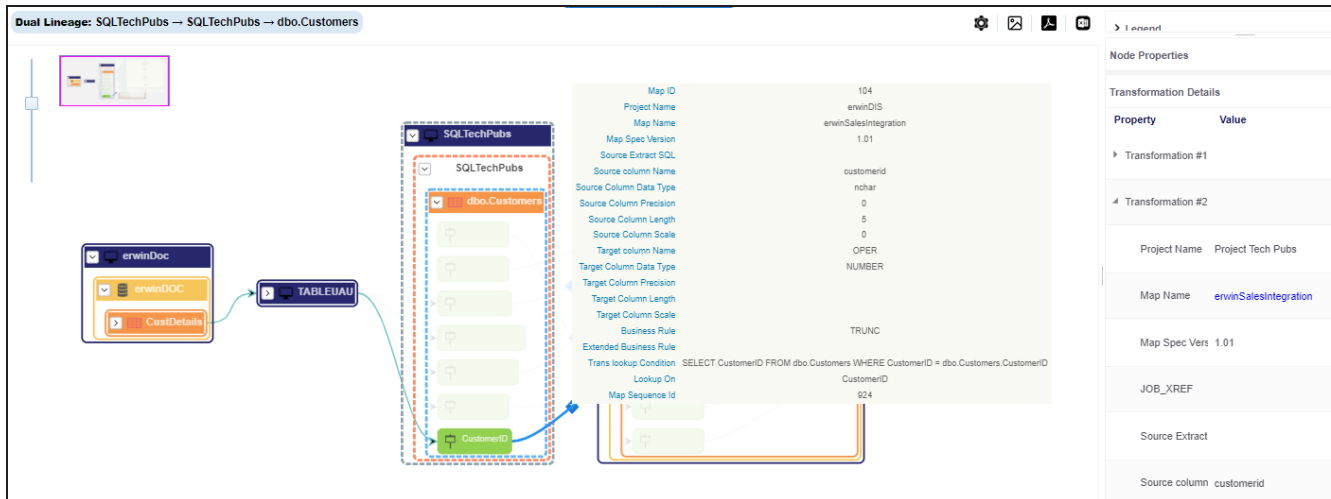 Dual Lineage: SQLTechPubs → SQLTechPubs → dbo.Customers
erwinDoc
erwinDOC
CustDetails
TABLEUAU
SQLTechPubs
SQLTechPubs
dbo.Customers
CustomerID
Map ID 104
Project Name erwinDIS
Map Name erwinSalesIntegration
Map Spec Version 1.01
Source Extract SQL
Source column Name customerid
Source Column Data Type nchar
Source Column Precision 0
Source Column Length 5
Source Column Scale 0
Target column Name OPER
Target Column Data Type NUMBER
Target Column Precision
Target Column Length
Target Column Scale
Business Rule TRUNC
Extended Business Rule
Trans lookup Condition SELECT CustomerID FROM dbo.Customers WHERE CustomerID = dbo.Customers.CustomerID
Lookup On CustomerID
Map Sequence Id 924
Legend
Node Properties
Transformation Details
Property Value
Transformation #1
Transformation #2
Project Name Project Tech Pubs
Map Name erwinSalesIntegration
Map Spec Vers 1.01
JOB_XREF
Source Extract
Source column customerid